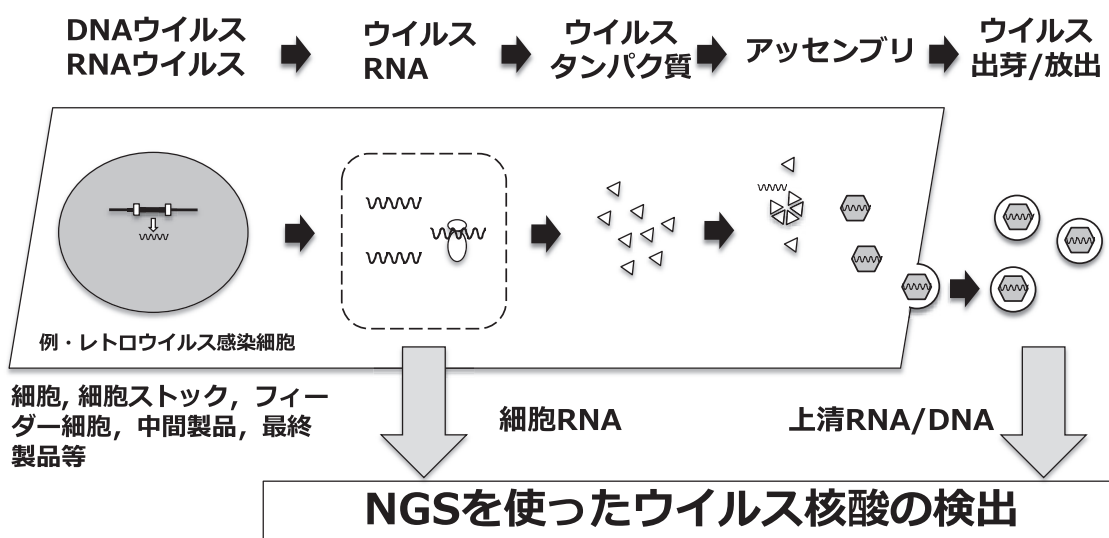 DNAウイルス
RNAウイルス
ウイルス
RNA
ウイルス
タンパク質
アッセンブリ
ウイルス
出芽/放出
例・レトロウイルス感染細胞
細胞, 細胞ストック，フィー
ダー細胞，中間製品，最終
製品等
細胞RNA
上清RNA/DNA
NGSを使ったウイルス核酸の検出